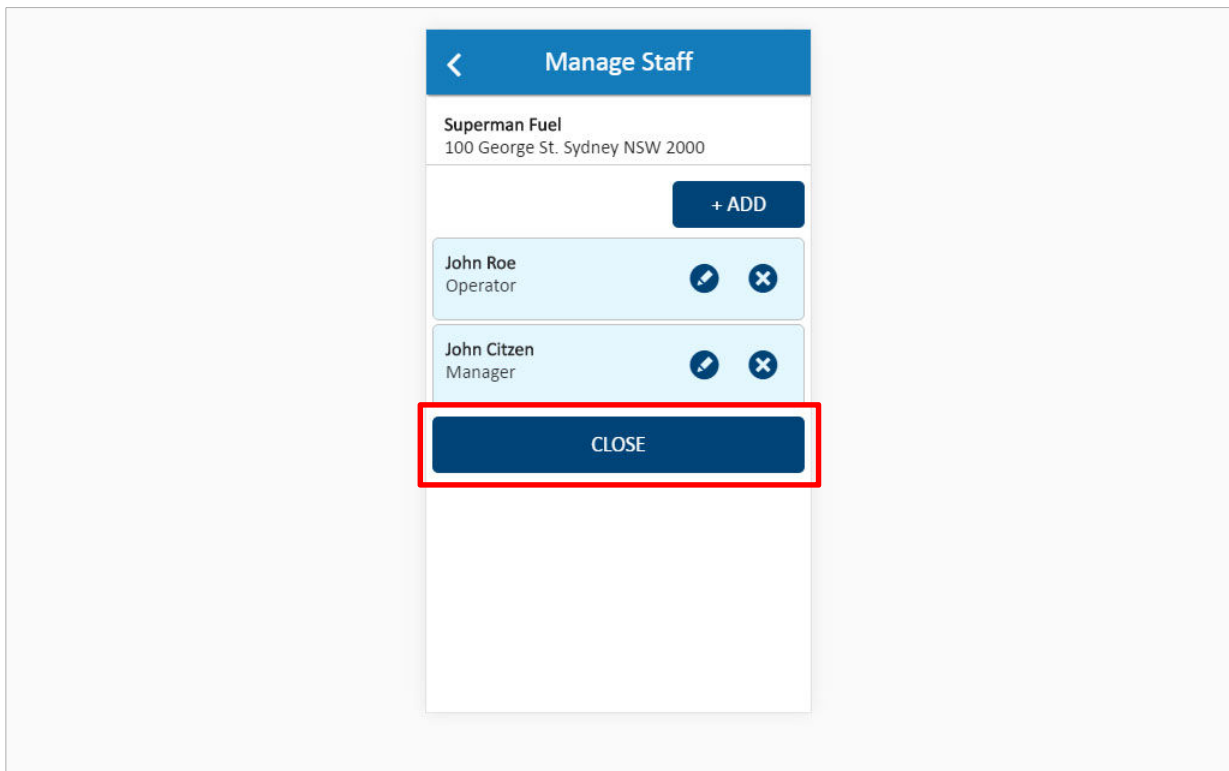 Manage Staff
Superman Fuel
100 George St. Sydney NSW 2000
+ ADD
John Roe
Operator
John Citzen
Manager
CLOSE